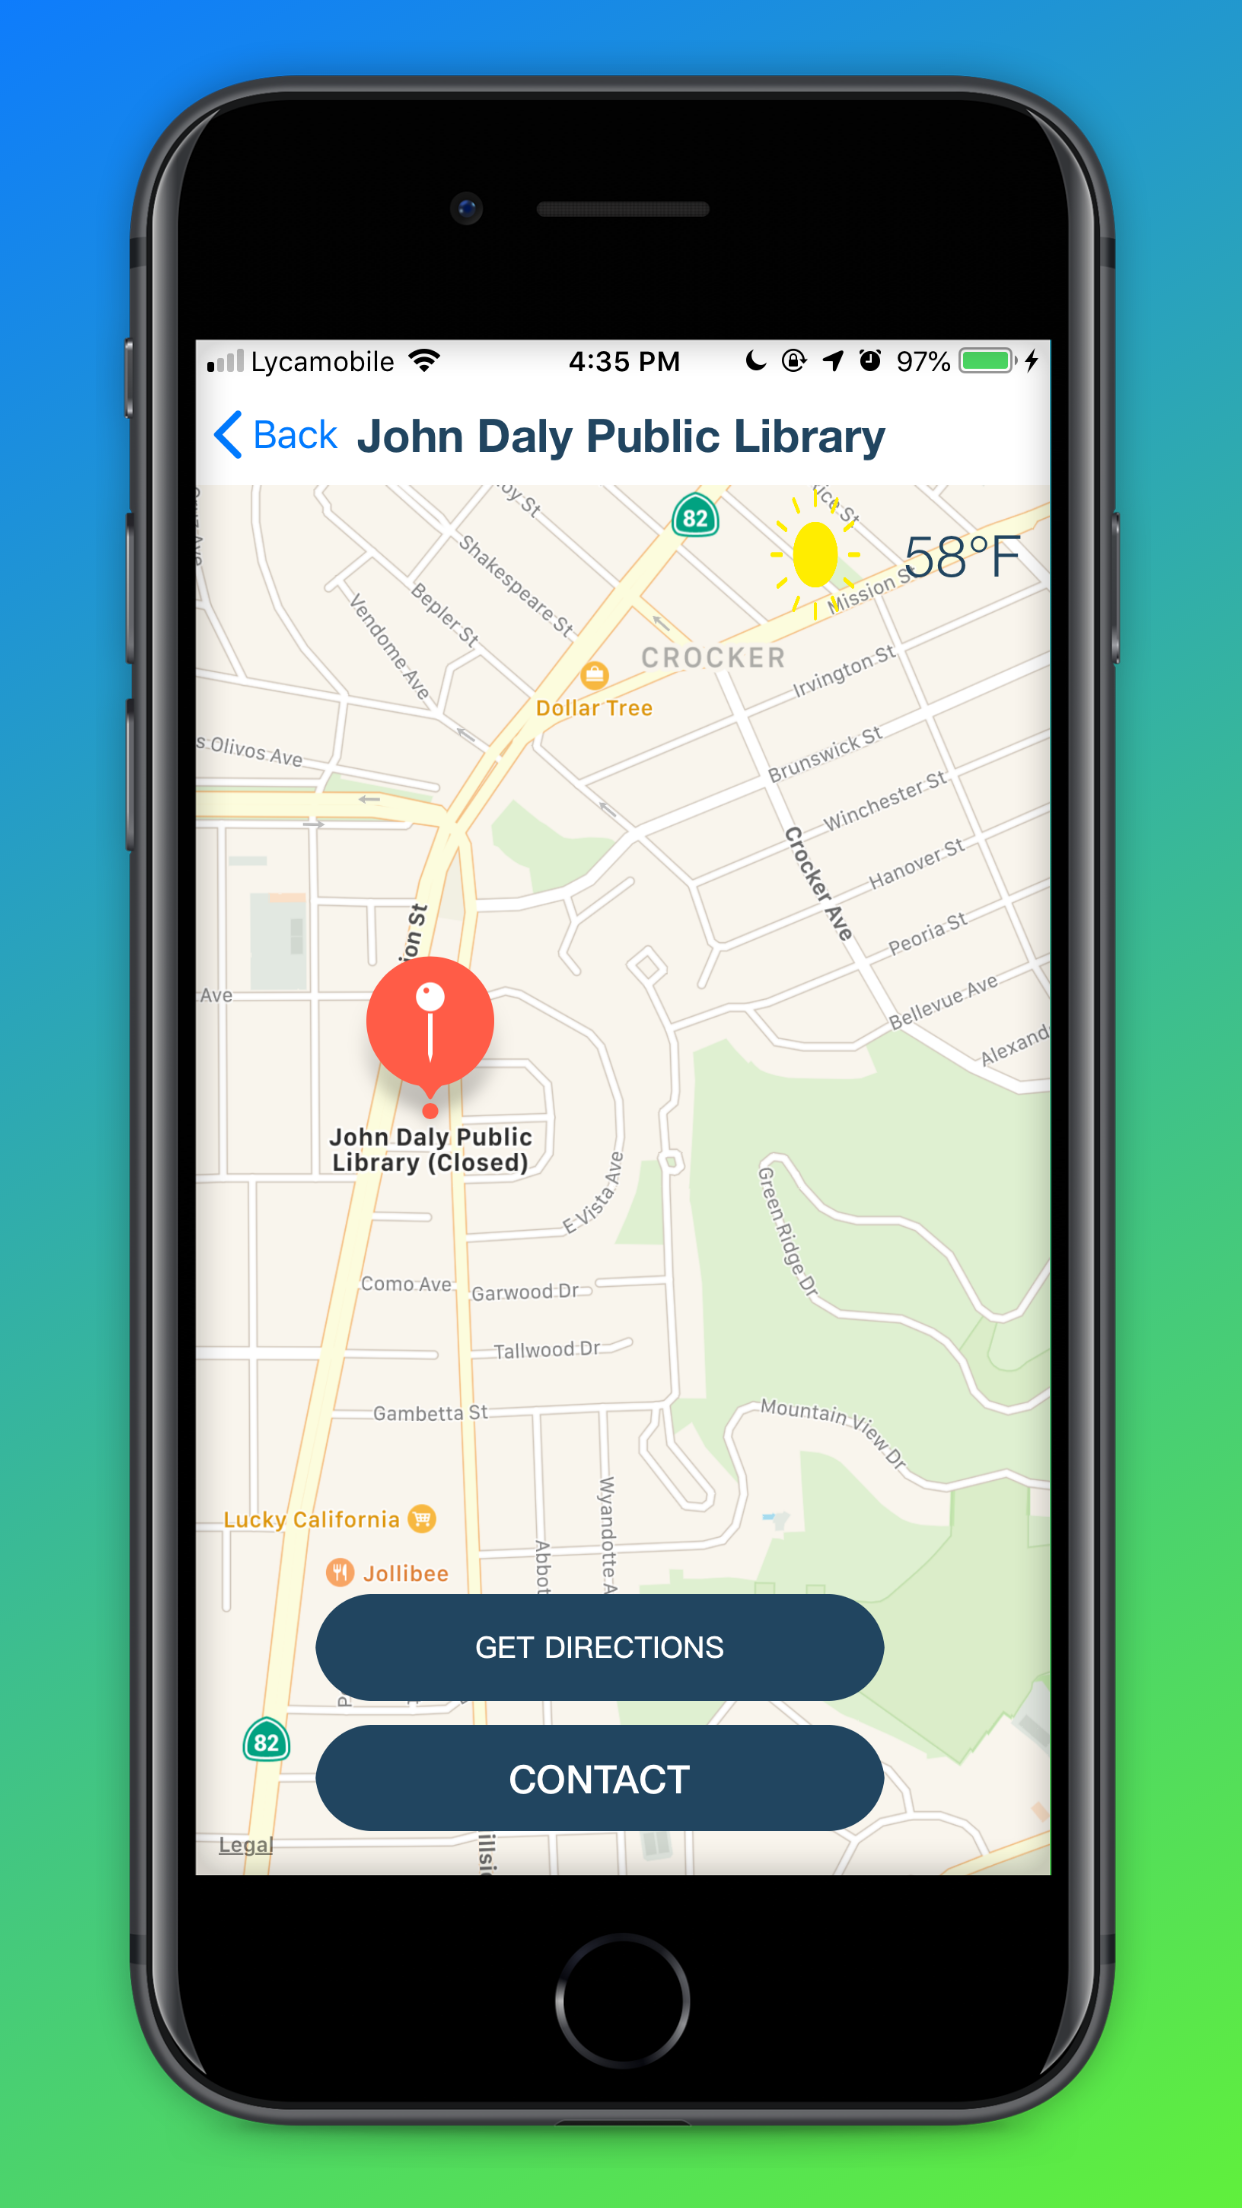 Lycamobile
4:35 PM
97%
Back
John Daly Public Library
82
58°F
Shakespeare St
Bepler St
Vendome Ave
Mission St
CROCKER
Irvington St
Dollar Tree
s Olivos Ave
Brunswick St
Winchester St
Crocker Ave
Hanover St
Peoria St
ion St
Ave
Bellevue Ave
Alexand
John Daly Public
Library (Closed)
E Vista Ave
Green Ridge Dr
Como Ave
Garwood Dr
Tallwood Dr
Gambetta St
Mountain View Dr
Wyandotte A
Lucky California
Abbot
Jollibee
GET DIRECTIONS
82
CONTACT
Legal
illsi